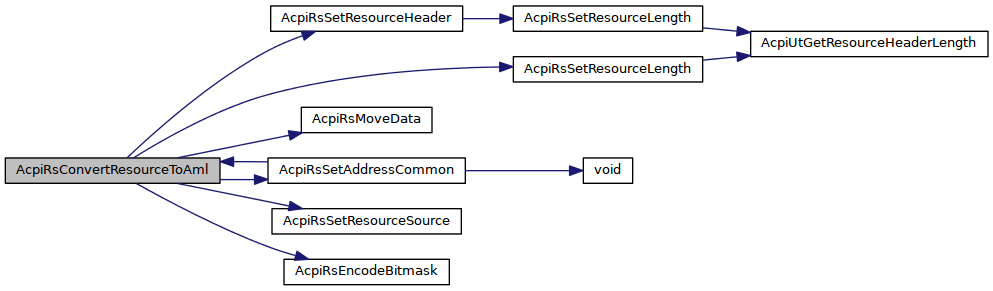 AcpiRsSetResourceHeader
AcpiRsSetResourceLength
AcpiUtGetResourceHeaderLength
AcpiRsSetResourceLength
AcpiRsMoveData
AcpiRsConvertResourceToAml
AcpiRsSetAddressCommon
void
AcpiRsSetResourceSource
AcpiRsEncodeBitmask